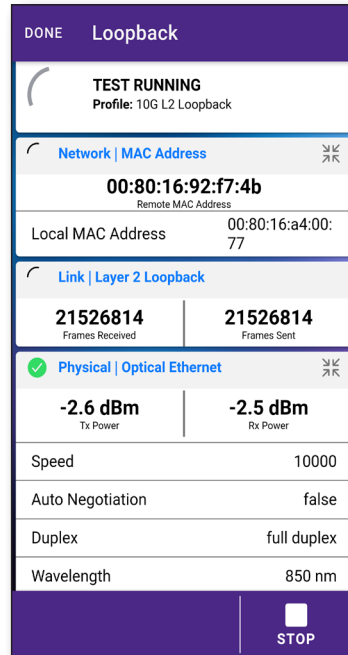 DONE Loopback
TEST RUNNING
Profile: 10G L2 Loopback
Network | MAC Address
00:80:16:92:f7:4b
Remote MAC Address
Local MAC Address 00:80:16:a4:00:
77
Link | Layer 2 Loopback
21526814 21526814
Frames Received Frames Sent
Physical | Optical Ethernet
-2.6 dBm -2.5 dBm
Tx Power Rx Power
Speed 10000
Auto Negotiation false
Duplex full duplex
Wavelength 850 nm
STOP